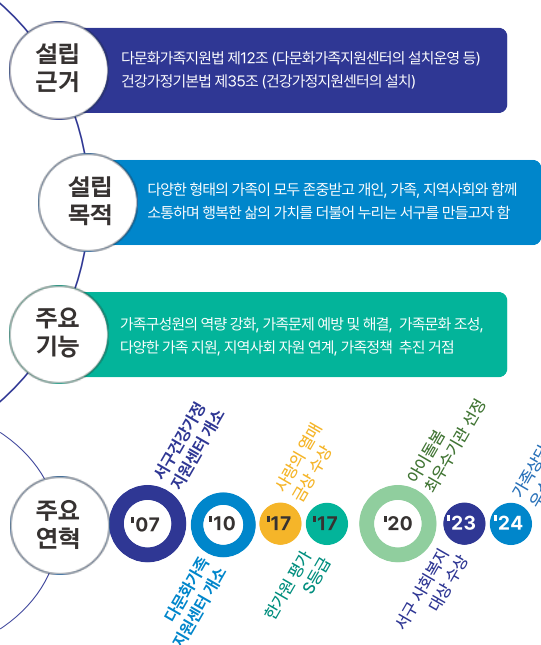 설립
근거
다문화가족지원법 제12조 (다문화가족지원센터의 설치운영 등)
건강가정기본법 제35조 (건강가정지원센터의 설치)
설립
목적
다양한 형태의 가족이 모두 존중받고 개인, 가족, 지역사회와 함께
소통하며 행복한 삶의 가치를 더불어 누리는 서구를 만들고자 함
주요
기능
가족구성원의 역량 강화, 가족문제 예방 및 해결, 가족문화 조성,
다양한 가족 지원, 지역사회 자원 연계, 가족정책 추진 거점
주요
연혁
'07
서구건강가정
지원센터 개소
'10
다문화가족
지원센터 개소
'17
사랑의 열매
금상 수상
'17
한가원 평가
S등급
'20
아이돌봄
최우수기관 선정
'23
서구 사회복지
대상 수상
'24